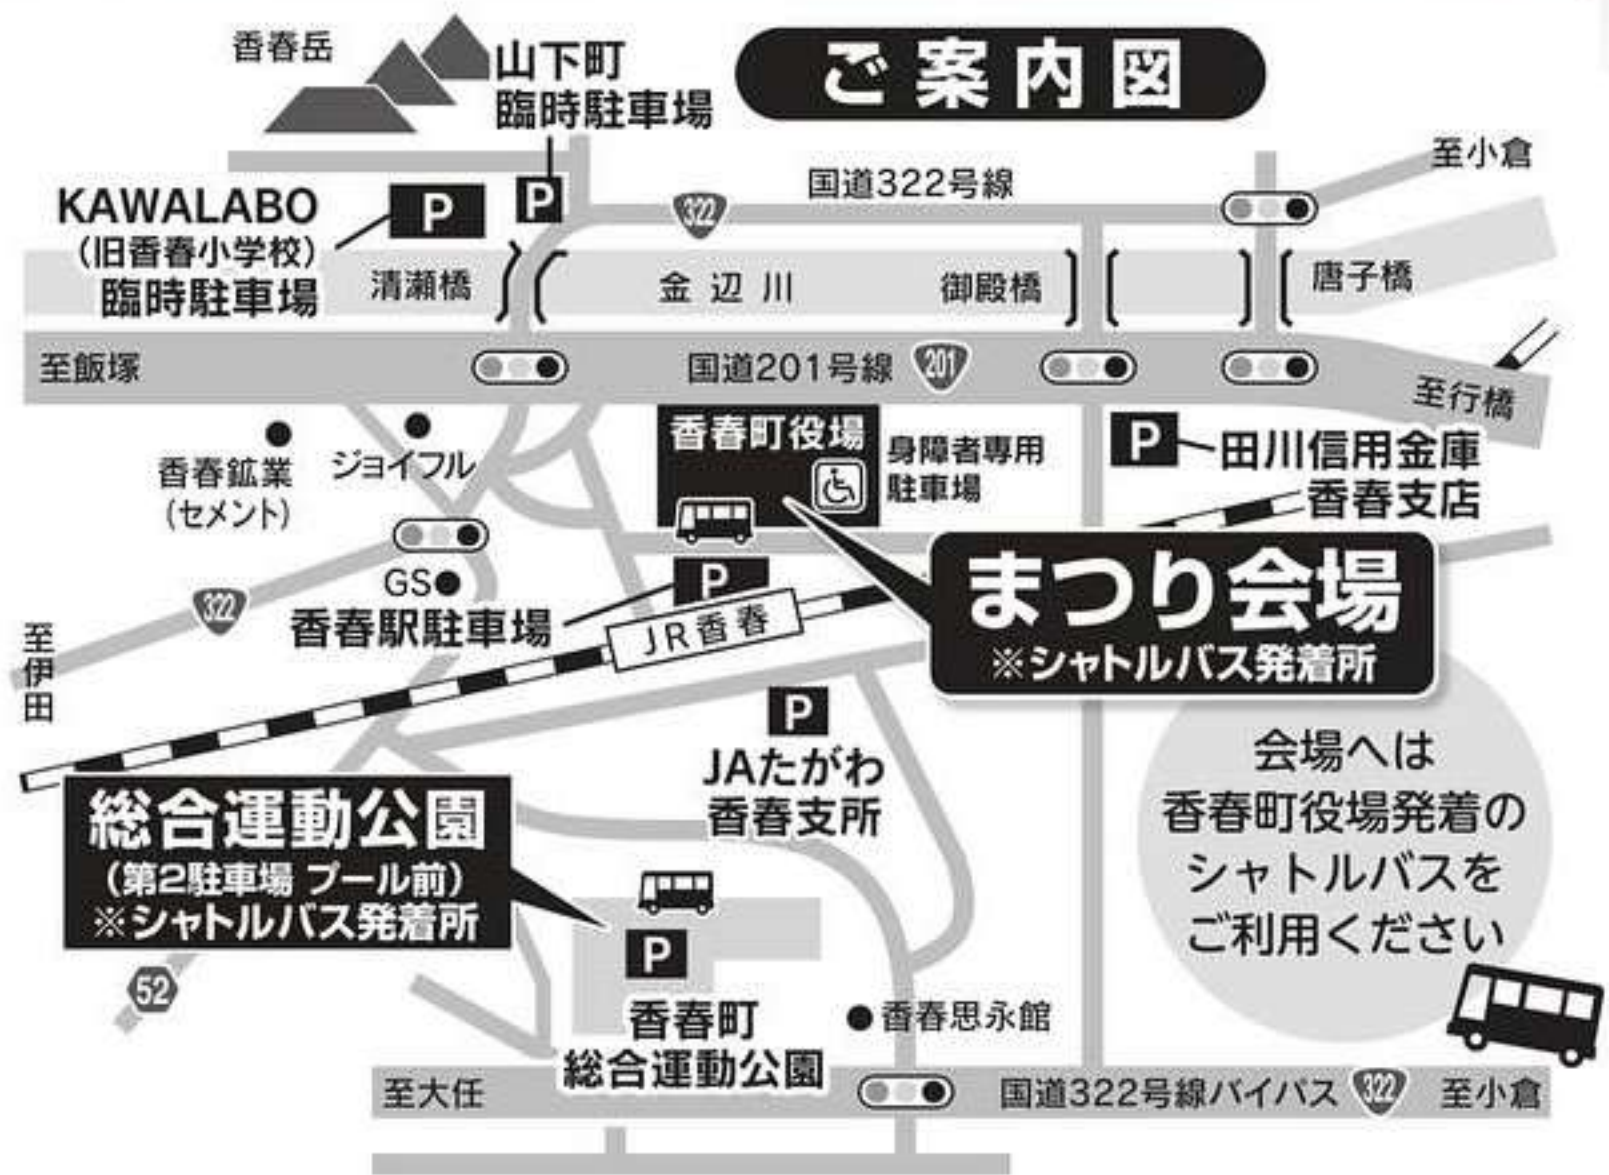 ご案内図
香春岳
山下町
臨時駐車場
P
KAWALABO
(旧香春小学校)
臨時駐車場
P
国道322号線
322
至小倉
清瀬橋
金辺川
御殿橋
唐子橋
至飯塚
国道201号線
201
至行橋
香春鉱業
(セメント)
ジョイフル
香春町役場
身障者専用
駐車場
P
田川信用金庫
香春支店
GS
322
至伊田
香春駅駐車場
P
JR香春
まつり会場
※シャトルバス発着所
P
JAたがわ
香春支所
総合運動公園
(第2駐車場 プール前)
※シャトルバス発着所
会場へは
香春町役場発着の
シャトルバスを
ご利用ください
52
P
香春町
総合運動公園
香春思永館
至大任
国道322号線バイパス
322
至小倉